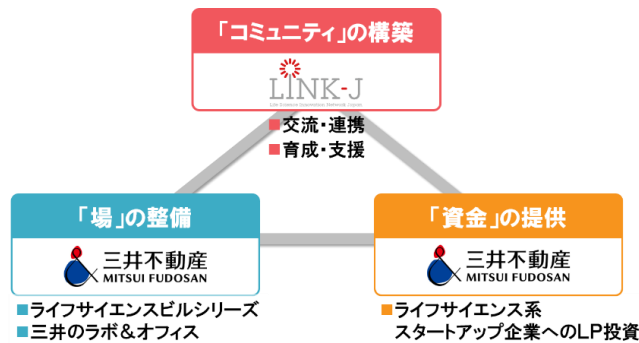 「コミュニティ」の構築
LINK-J
Life Science Innovation Network Japan
■交流・連携
■育成・支援
「場」の整備
三井不動産
MITSUI FUDOSAN
■ライフサイエンスビルシリーズ
■三井のラボ&オフィス
「資金」の提供
三井不動産
MITSUI FUDOSAN
■ライフサイエンス系
スタートアップ企業へのLP投資